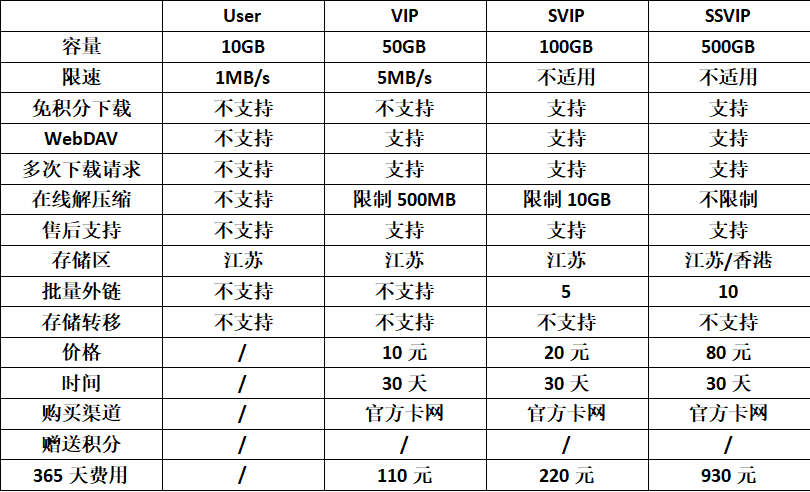 User VIP SVIP SSVIP
容量 10GB 50GB 100GB 500GB
限速 1MB/s 5MB/s 不适用 不适用
免积分下载 不支持 不支持 支持 支持
WebDAV 不支持 支持 支持 支持
多次下载请求 不支持 支持 支持 支持
在线解压缩 不支持 限制 500MB 限制 10GB 不限制
售后支持 不支持 支持 支持 支持
存储区 江苏 江苏 江苏 江苏/香港
批量外链 不支持 不支持 5 10
存储转移 不支持 不支持 不支持 不支持
价格 / 10 元 20 元 80 元
时间 / 30 天 30 天 30 天
购买渠道 / 官方卡网 官方卡网 官方卡网
赠送积分 / / / /
365 天费用 / 110 元 220 元 930 元